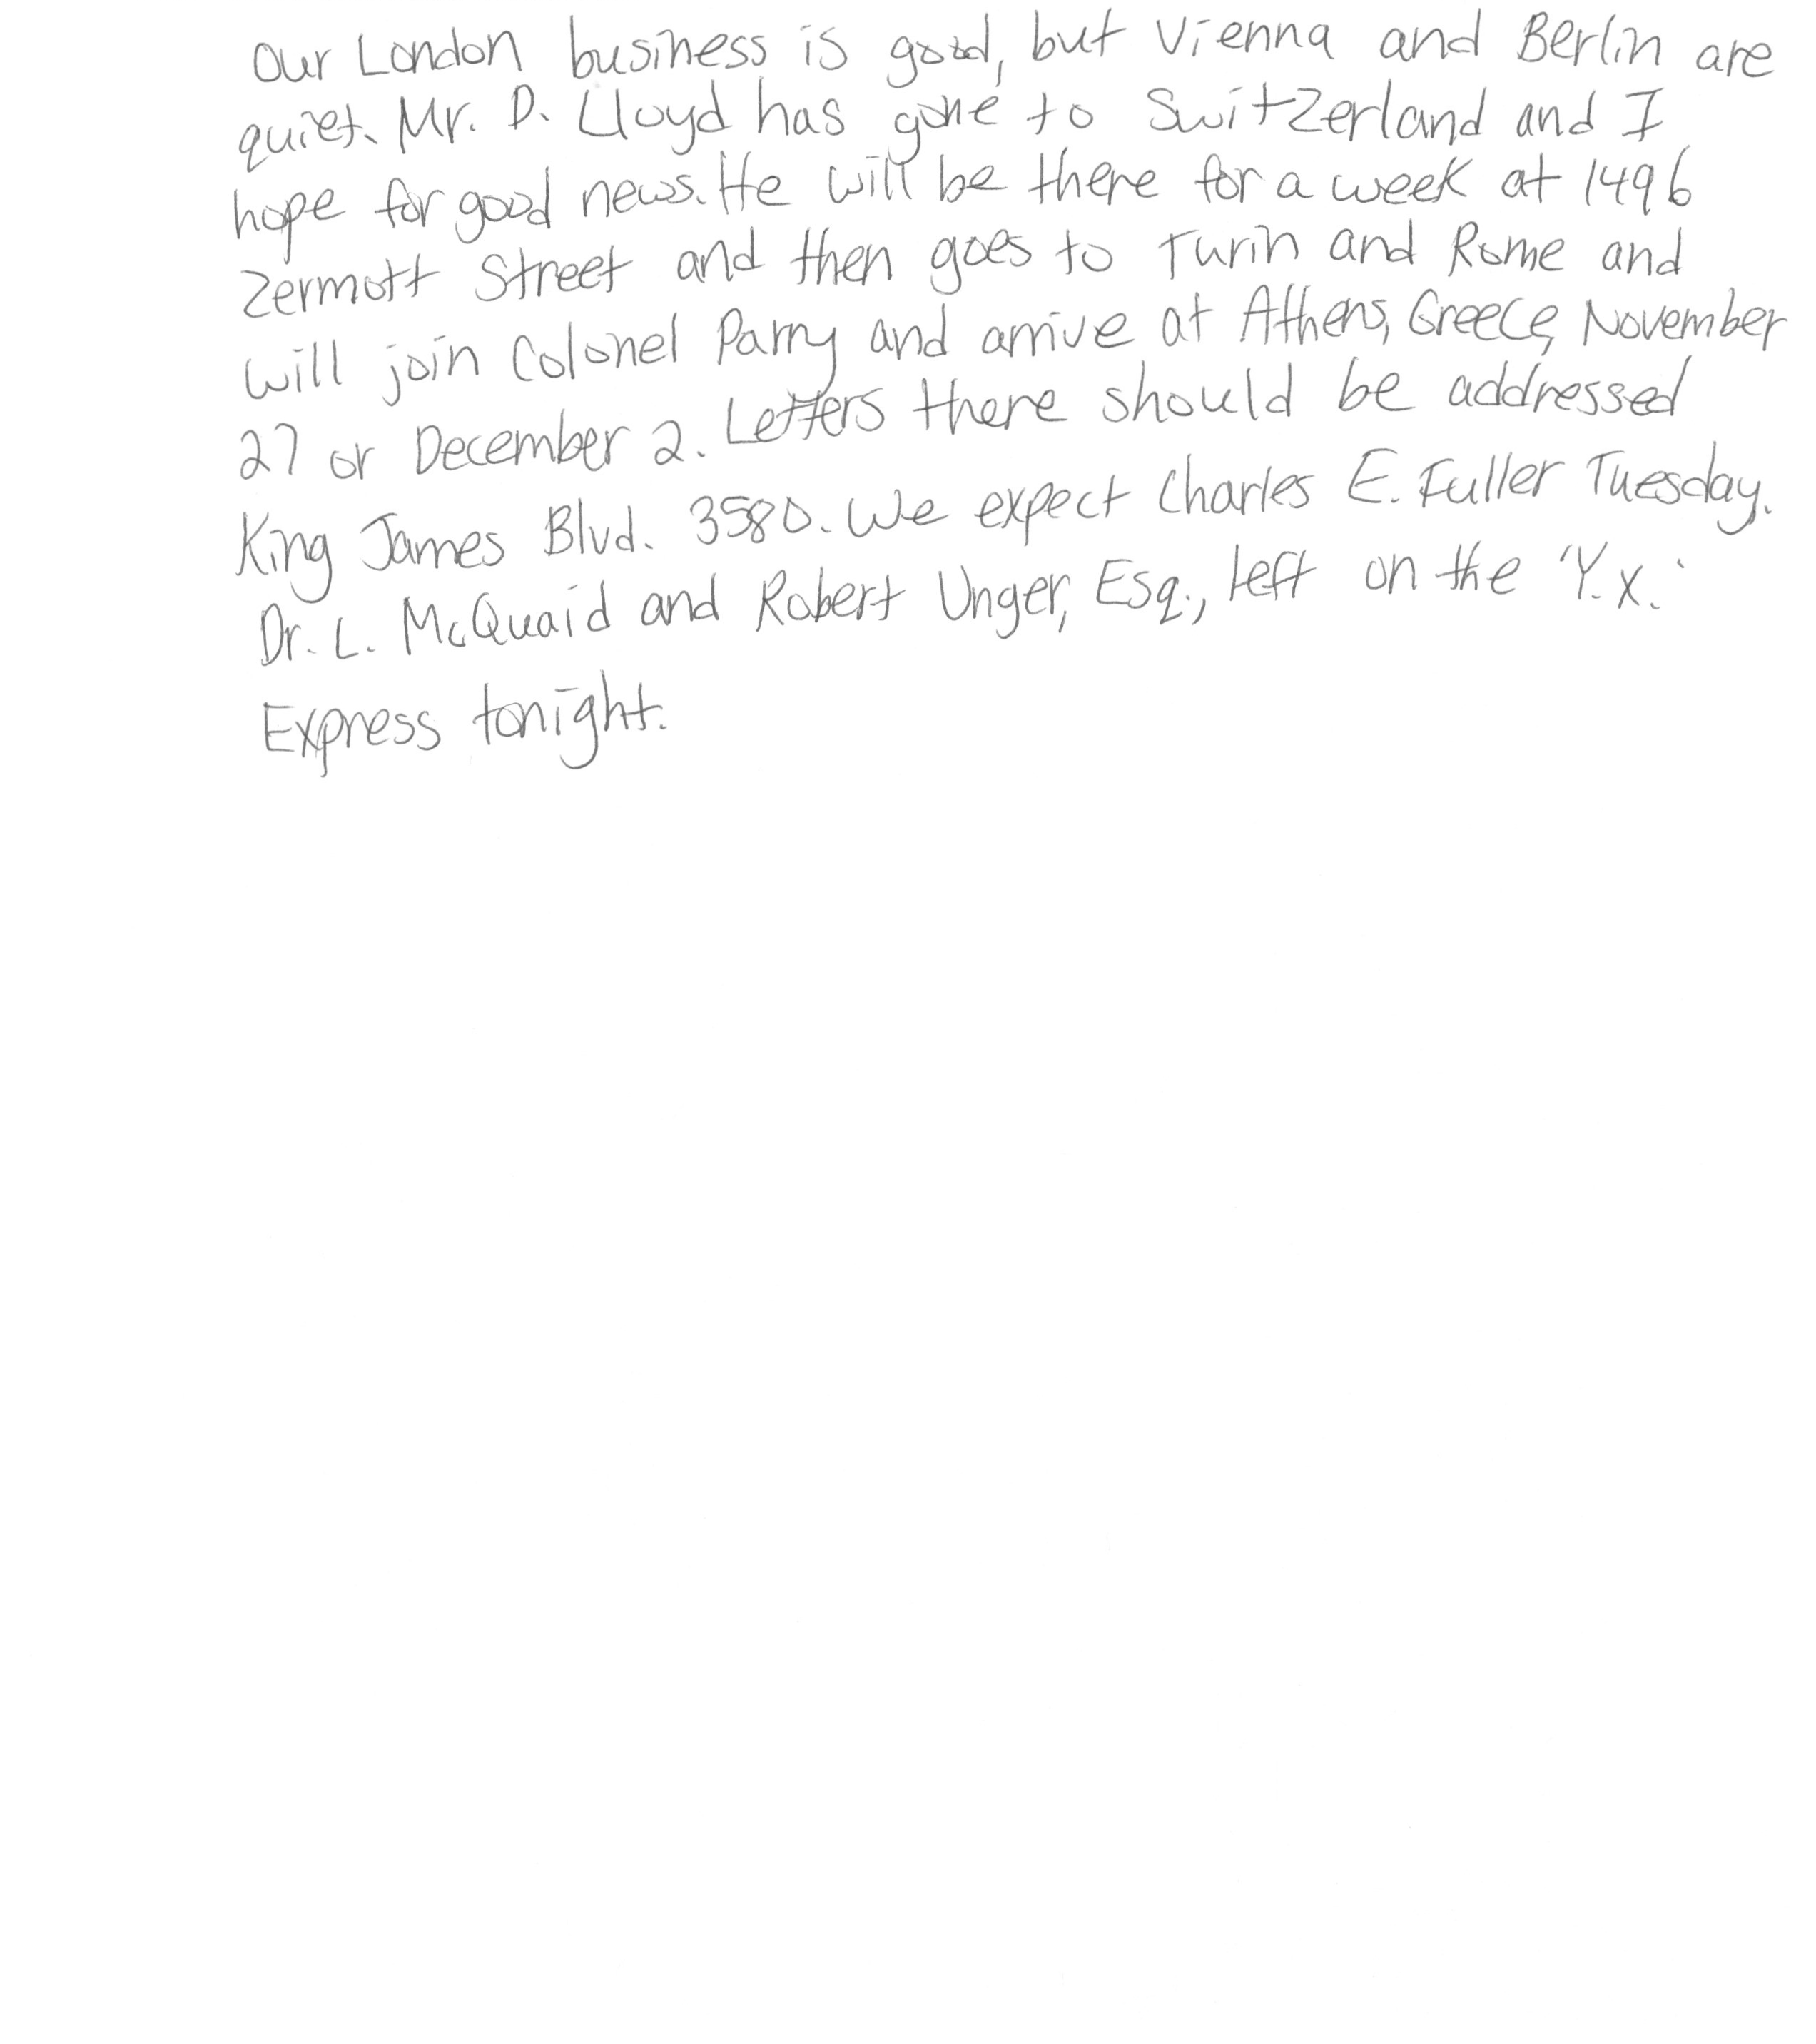 Our London business is good, but Vienna and Berlin are
quiet. Mr. D. Lloyd has gone to Switzerland and I
hope for good news. He will be there for a week at 1496
Zermott Street and then goes to Turin and Rome and
will join Colonel Parry and arrive at Athens, Greece, November
27 or December 2. Letters there should be addressed
King James Blvd. 3580. We expect Charles E. Fuller Tuesday.
Dr. L. McQuaid and Robert Unger, Esq., left on the 'Y.X.'
Express tonight.